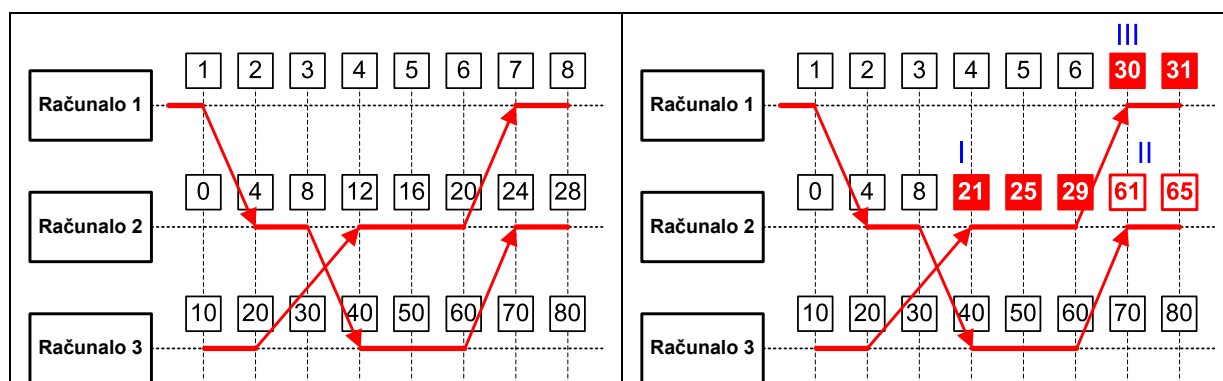 1 2 3 4 5 6 7 8
Računalo 1
0 4 8 12 16 20 24 28
Računalo 2
10 20 30 40 50 60 70 80
Računalo 3
III
1 2 3 4 5 6 30 31
Računalo 1
I II
0 4 8 21 25 29 61 65
Računalo 2
10 20 30 40 50 60 70 80
Računalo 3